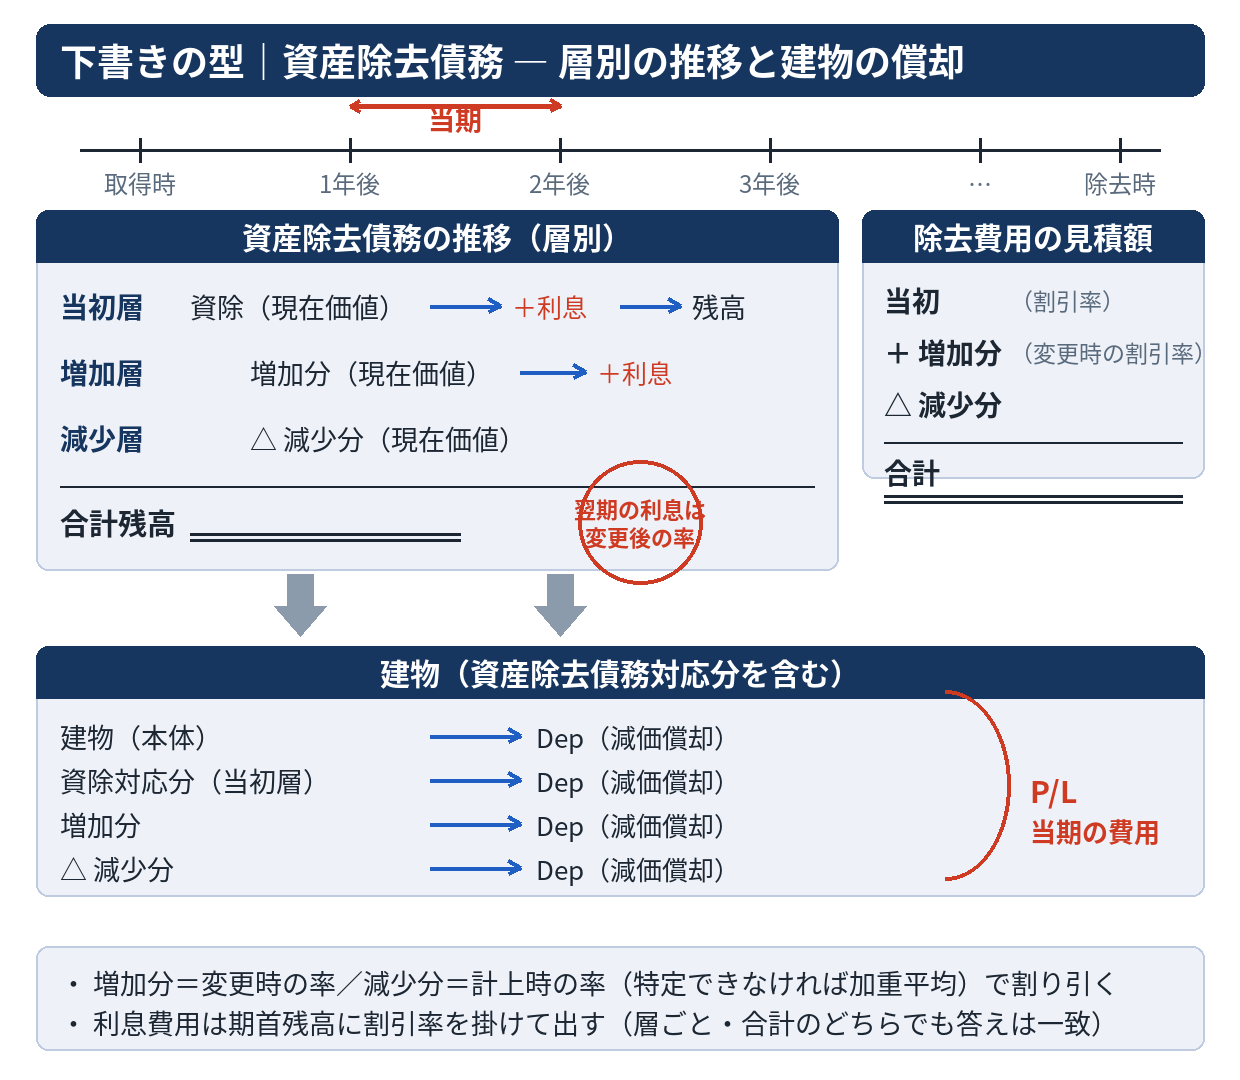 下書きの型｜資産除去債務 ― 層別の推移と建物の償却
当期
取得時 1年後 2年後 3年後 … 除去時
資産除去債務の推移（層別）
当初層 資除（現在価値） ＋利息 残高
増加層 増加分（現在価値） ＋利息
減少層 △ 減少分（現在価値）
合計残高
翌期の利息は
変更後の率
除去費用の見積額
当初 （割引率）
＋ 増加分 （変更時の割引率）
△ 減少分
合計
建物（資産除去債務対応分を含む）
建物（本体） Dep（減価償却）
資除対応分（当初層） Dep（減価償却）
増加分 Dep（減価償却）
△ 減少分 Dep（減価償却）
P/L
当期の費用
・ 増加分＝変更時の率／減少分＝計上時の率（特定できなければ加重平均）で割り引く
・ 利息費用は期首残高に割引率を掛けて出す（層ごと・合計のどちらでも答えは一致）